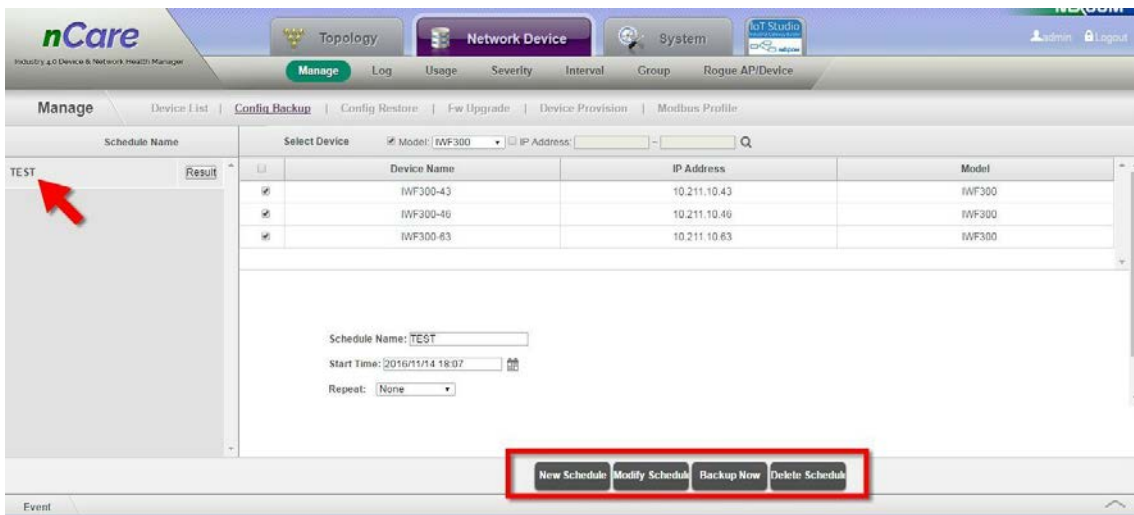 nCare
Industry 4.0 Device & Network Health Manager
Topology Network Device System IoT Studio
admin Logout
Manage Log Usage Severity Interval Group Rogue AP/Device
Manage Device List | Config Backup | Config Restore | Fw Upgrade | Device Provision | Modbus Profile
Schedule Name Select Device Model: IWF300 IP Address: ~
TEST Result Device Name IP Address Model
IWF300-43 10.211.10.43 IWF300
IWF300-46 10.211.10.46 IWF300
IWF300-63 10.211.10.63 IWF300
Schedule Name: TEST
Start Time: 2016/11/14 18:07
Repeat: None
New Schedule Modify Schedul Backup Now Delete Schedul
Event